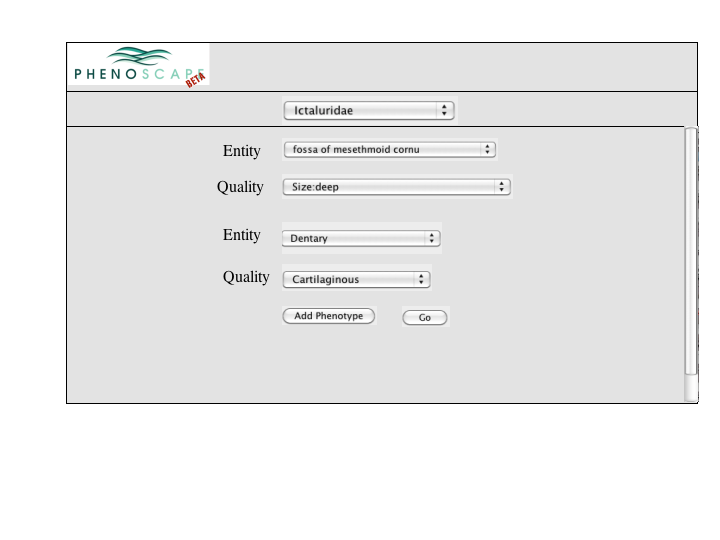 PHENOSCAPE
BETA
Ictaluridae
Entity fossa of mesethmoid cornu
Quality Size:deep
Entity Dentary
Quality Cartilaginous
Add Phenotype Go